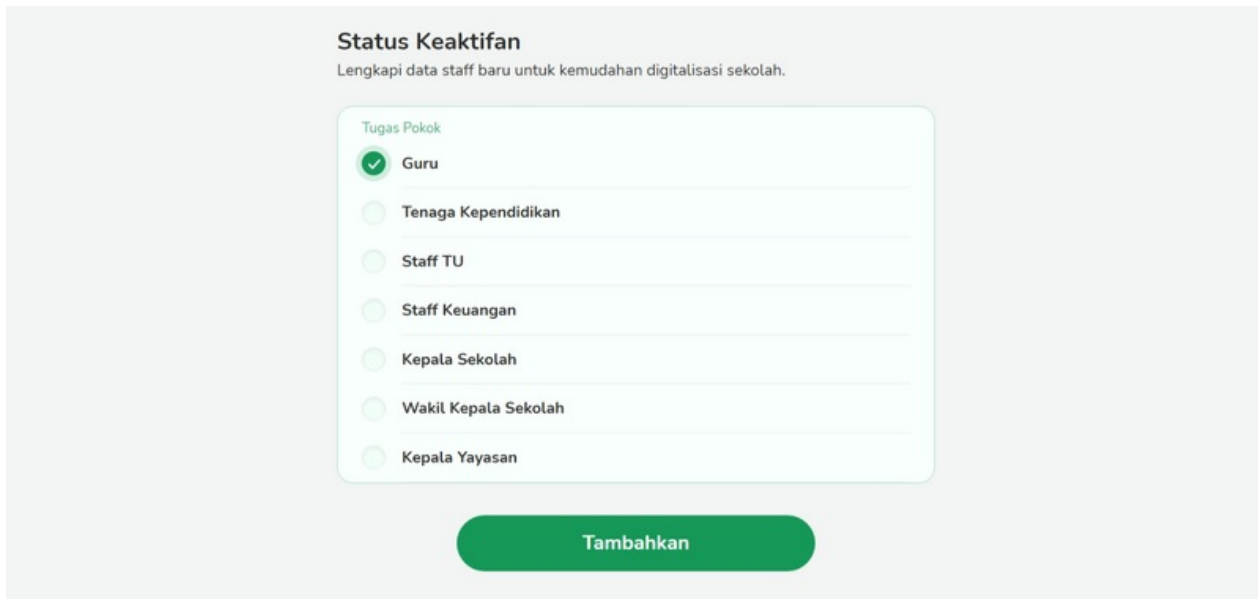 Status Keaktifan
Lengkapi data staff baru untuk kemudahan digitalisasi sekolah.
Tugas Pokok
Guru
Tenaga Kependidikan
Staff TU
Staff Keuangan
Kepala Sekolah
Wakil Kepala Sekolah
Kepala Yayasan
Tambahkan